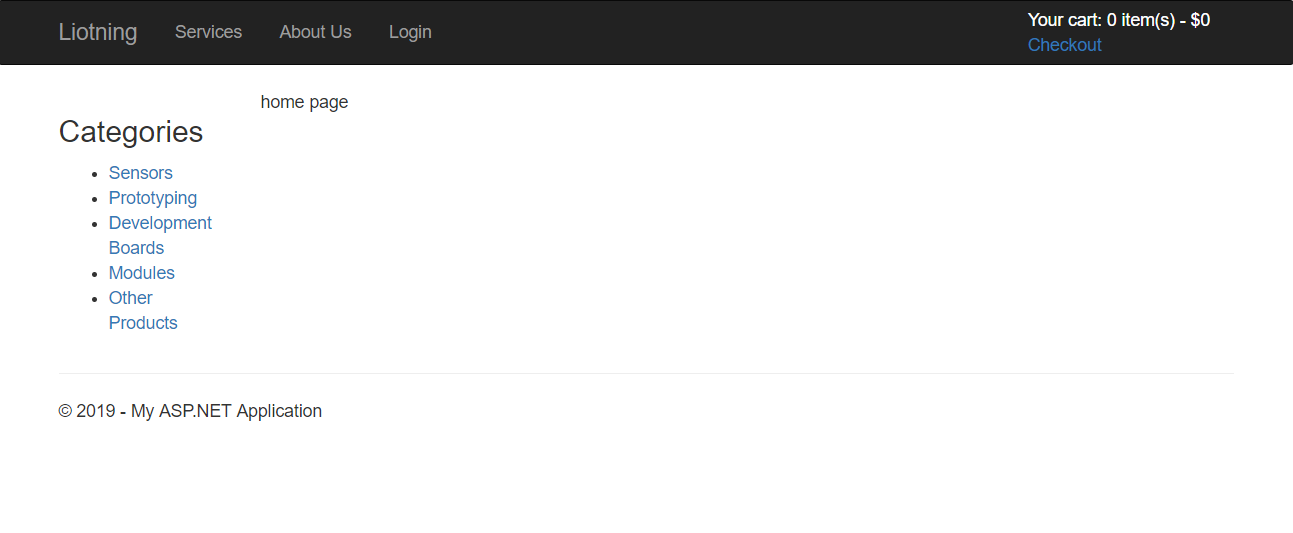 Liotning Services About Us Login
Your cart: 0 item(s) - $0
Checkout
home page
Categories
Sensors
Prototyping
Development
Boards
Modules
Other
Products
© 2019 - My ASP.NET Application